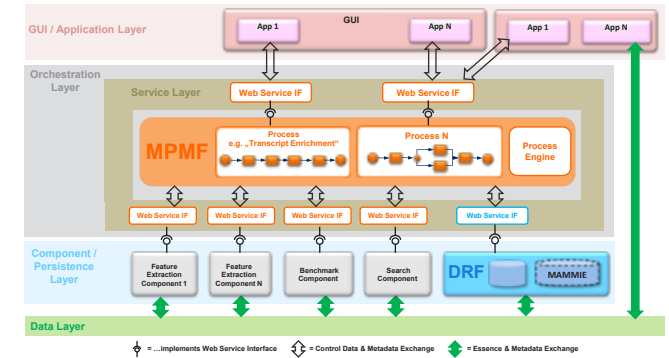 GUI / Application Layer
GUI
App 1
App N
App 1
App N
Orchestration
Layer
Service Layer
Web Service IF
Web Service IF
MPMF
Process
e.g. „Transcript Enrichment“
Process N
Process
Engine
Web Service IF
Web Service IF
Web Service IF
Web Service IF
Web Service IF
Component /
Persistence
Layer
Feature
Extraction
Component 1
Feature
Extraction
Component N
Benchmark
Component
Search
Component
DRF
MAMMIE
Data Layer
= ...implements Web Service Interface
= Control Data & Metadata Exchange
= Essence & Metadata Exchange